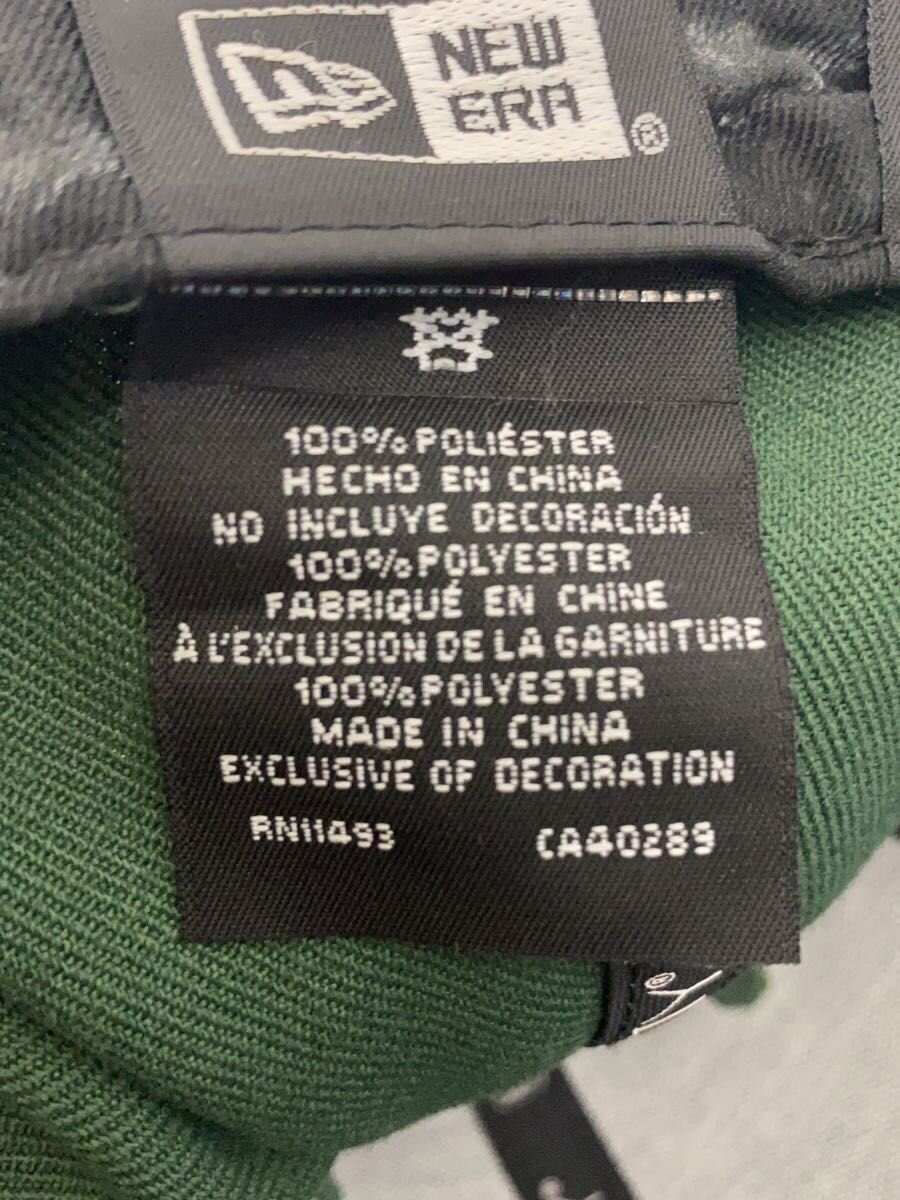 NEW
ERA
®
100% POLIÉSTER
HECHO EN CHINA
NO INCLUYE DECORACIÓN
100% POLYESTER
FABRIQUÉ EN CHINE
À L'EXCLUSION DE LA GARNITURE
100% POLYESTER
MADE IN CHINA
EXCLUSIVE OF DECORATION
RN11493 CA40289
®